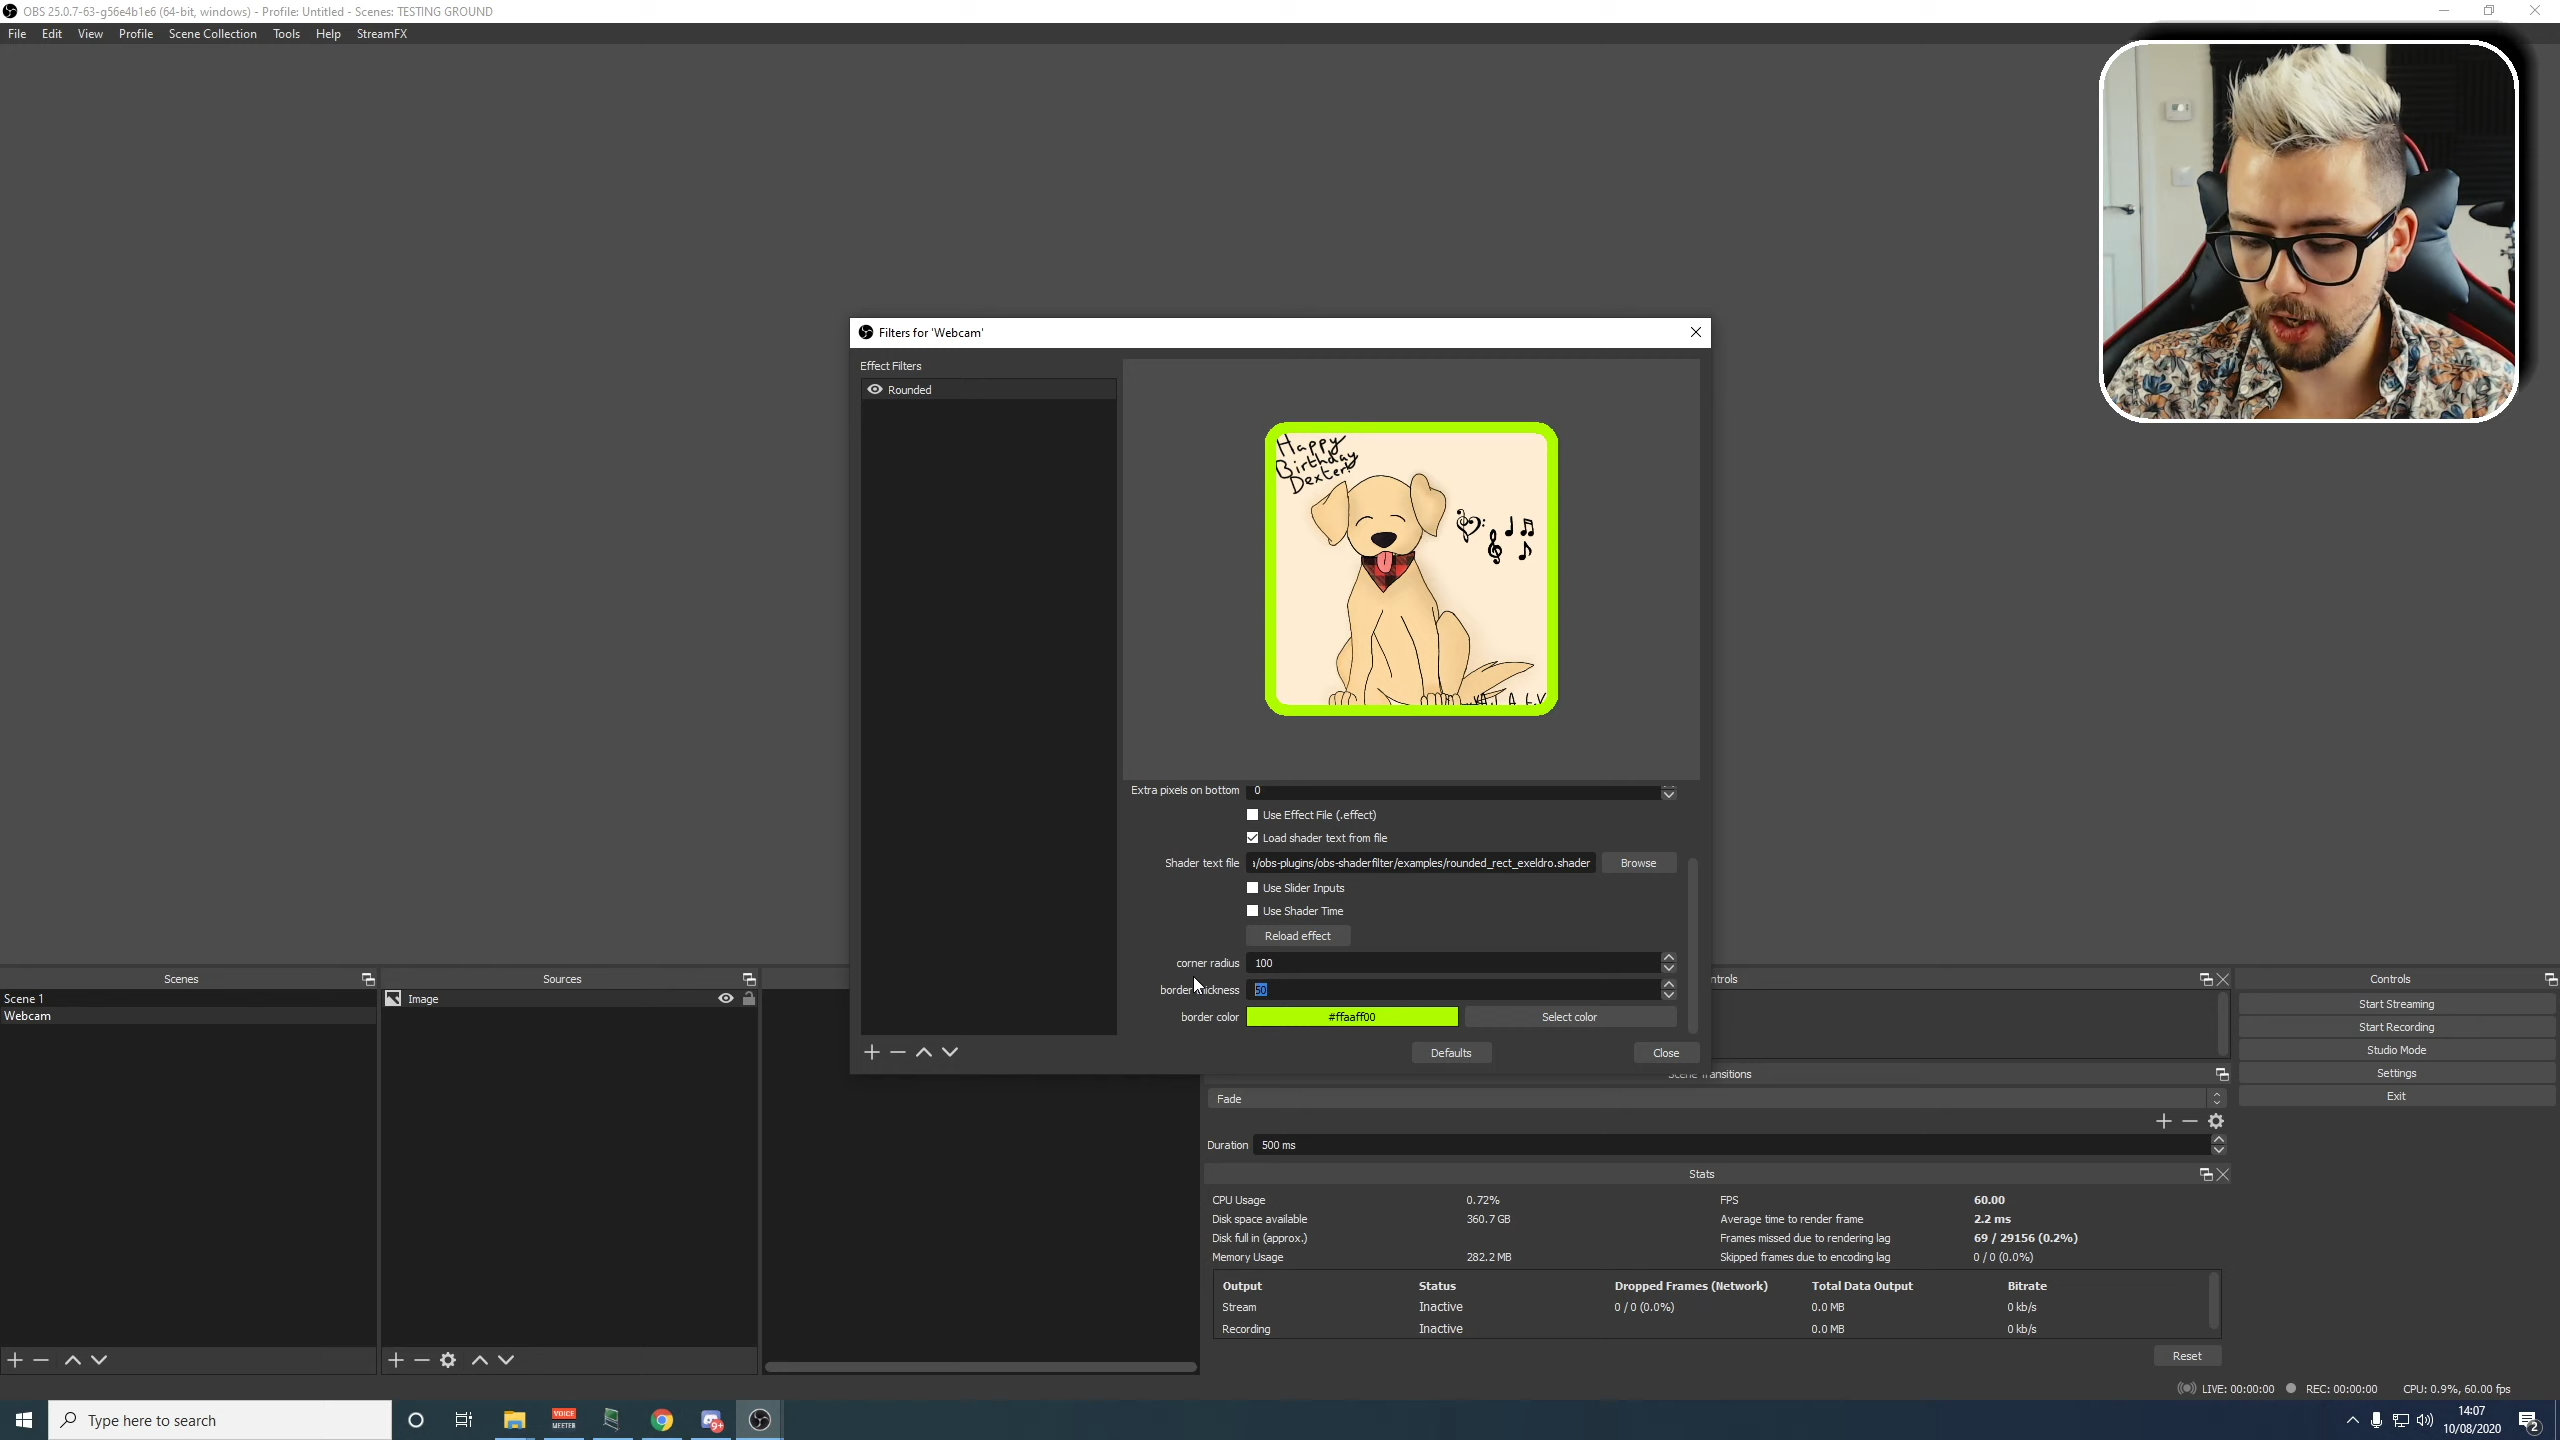 OBS 25.0.7-63-g56e4b1e6 (64-bit, windows) - Profile: Untitled - Scenes: TESTING GROUND
File Edit View Profile Scene Collection Tools Help StreamFX
Filters for 'Webcam'
Effect Filters
Rounded
Happy
Birthday
Dexter!
Extra pixels on bottom 0
Use Effect File (.effect)
Load shader text from file
Shader text file /obs-plugins/obs-shaderfilter/examples/rounded_rect_exeldro.shader Browse
Use Slider Inputs
Use Shader Time
Reload effect
corner radius 100
border thickness 50
border color #ffaaff00 Select color
Defaults Close
Scenes
Scene 1
Webcam
Sources
Image
ntrols
Controls
Start Streaming
Start Recording
Studio Mode
Settings
Exit
Scene Transitions
Fade
Duration 500 ms
Stats
CPU Usage 0.72% FPS 60.00
Disk space available 360.7 GB Average time to render frame 2.2 ms
Disk full in (approx.) Frames missed due to rendering lag 69 / 29156 (0.2%)
Memory Usage 282.2 MB Skipped frames due to encoding lag 0 / 0 (0.0%)
Output Status Dropped Frames (Network) Total Data Output Bitrate
Stream Inactive 0 / 0 (0.0%) 0.0 MB 0 kb/s
Recording Inactive 0.0 MB 0 kb/s
Reset
LIVE: 00:00:00 REC: 00:00:00 CPU: 0.9%, 60.00 fps
Type here to search
VOICE
MEETER
9+
14:07
10/08/2020
2